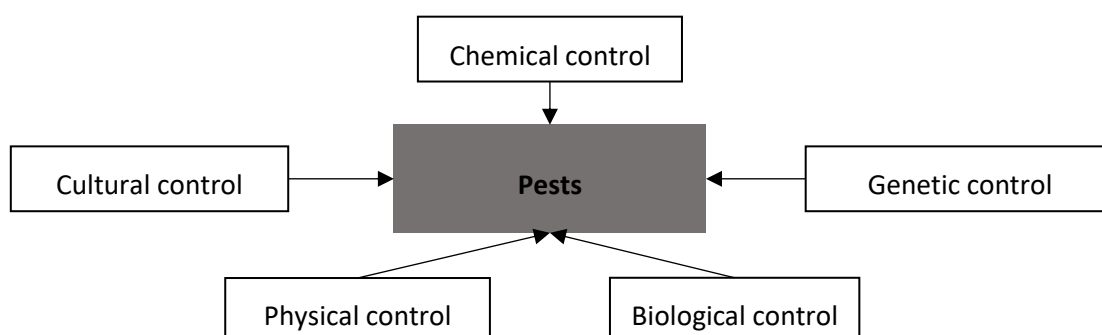 Chemical control
Cultural control
Pests
Genetic control
Physical control
Biological control